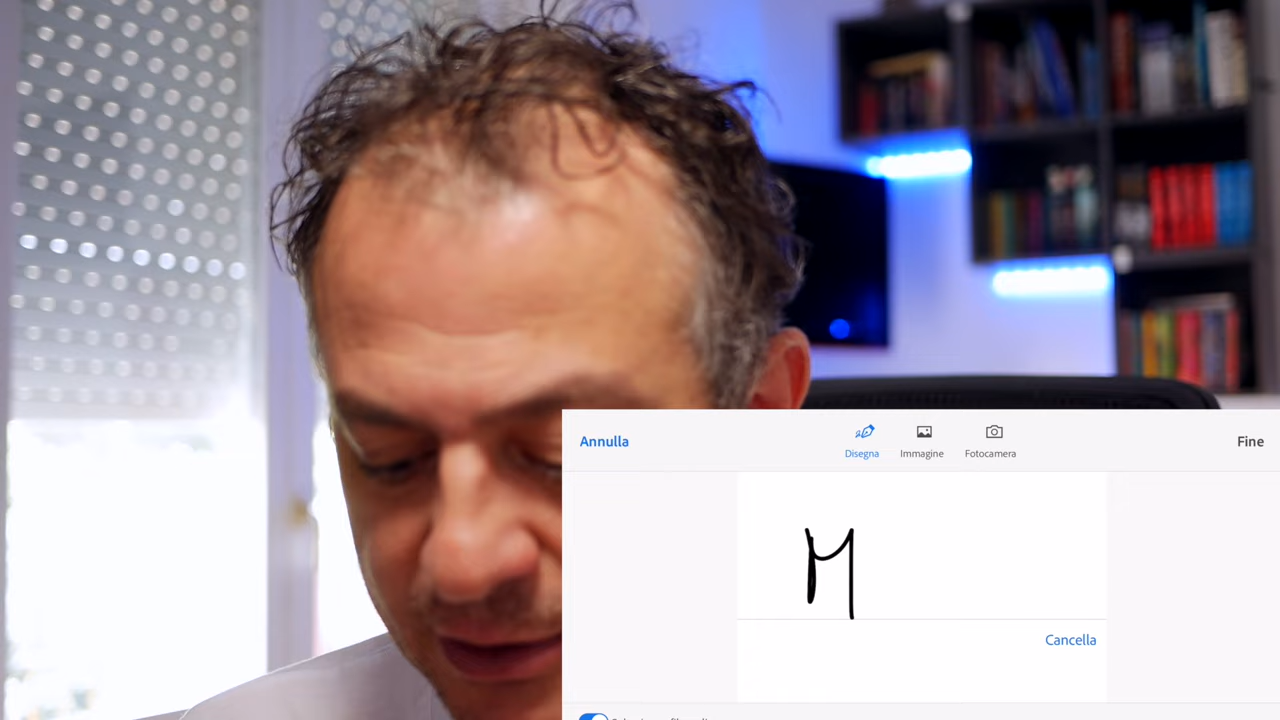 Annulla
Disegna
Immagine
Fotocamera
Fine
M
Cancella